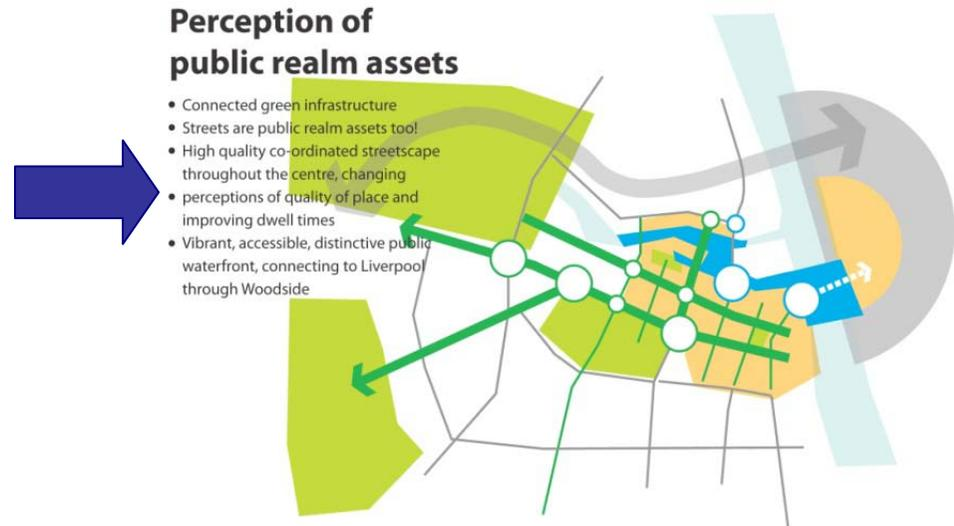 Perception of
public realm assets
• Connected green infrastructure
• Streets are public realm assets too!
• High quality co-ordinated streetscape
throughout the centre, changing
• perceptions of quality of place and
improving dwell times
• Vibrant, accessible, distinctive public
waterfront, connecting to Liverpool
through Woodside